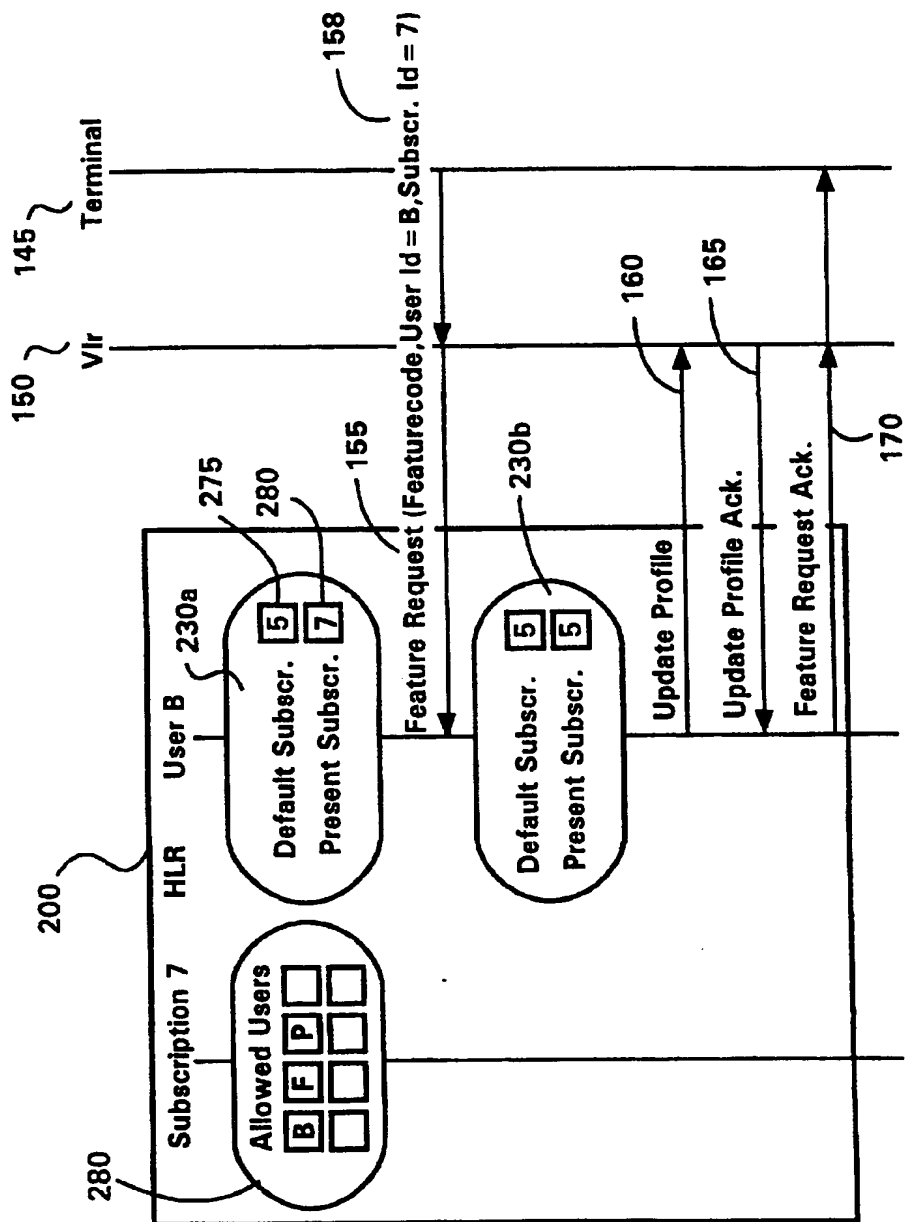 150
145
Vlr
Terminal
200
HLR
Subscription 7
User B
230a
275
280
280
Allowed Users
B F P
Default Subscr. 5
Present Subscr. 7
155
158
Feature Request (Featurecode,User Id = B,Subscr. Id = 7)
230b
Default Subscr. 5
Present Subscr. 5
Update Profile
160
Update Profile Ack.
165
Feature Request Ack.
170